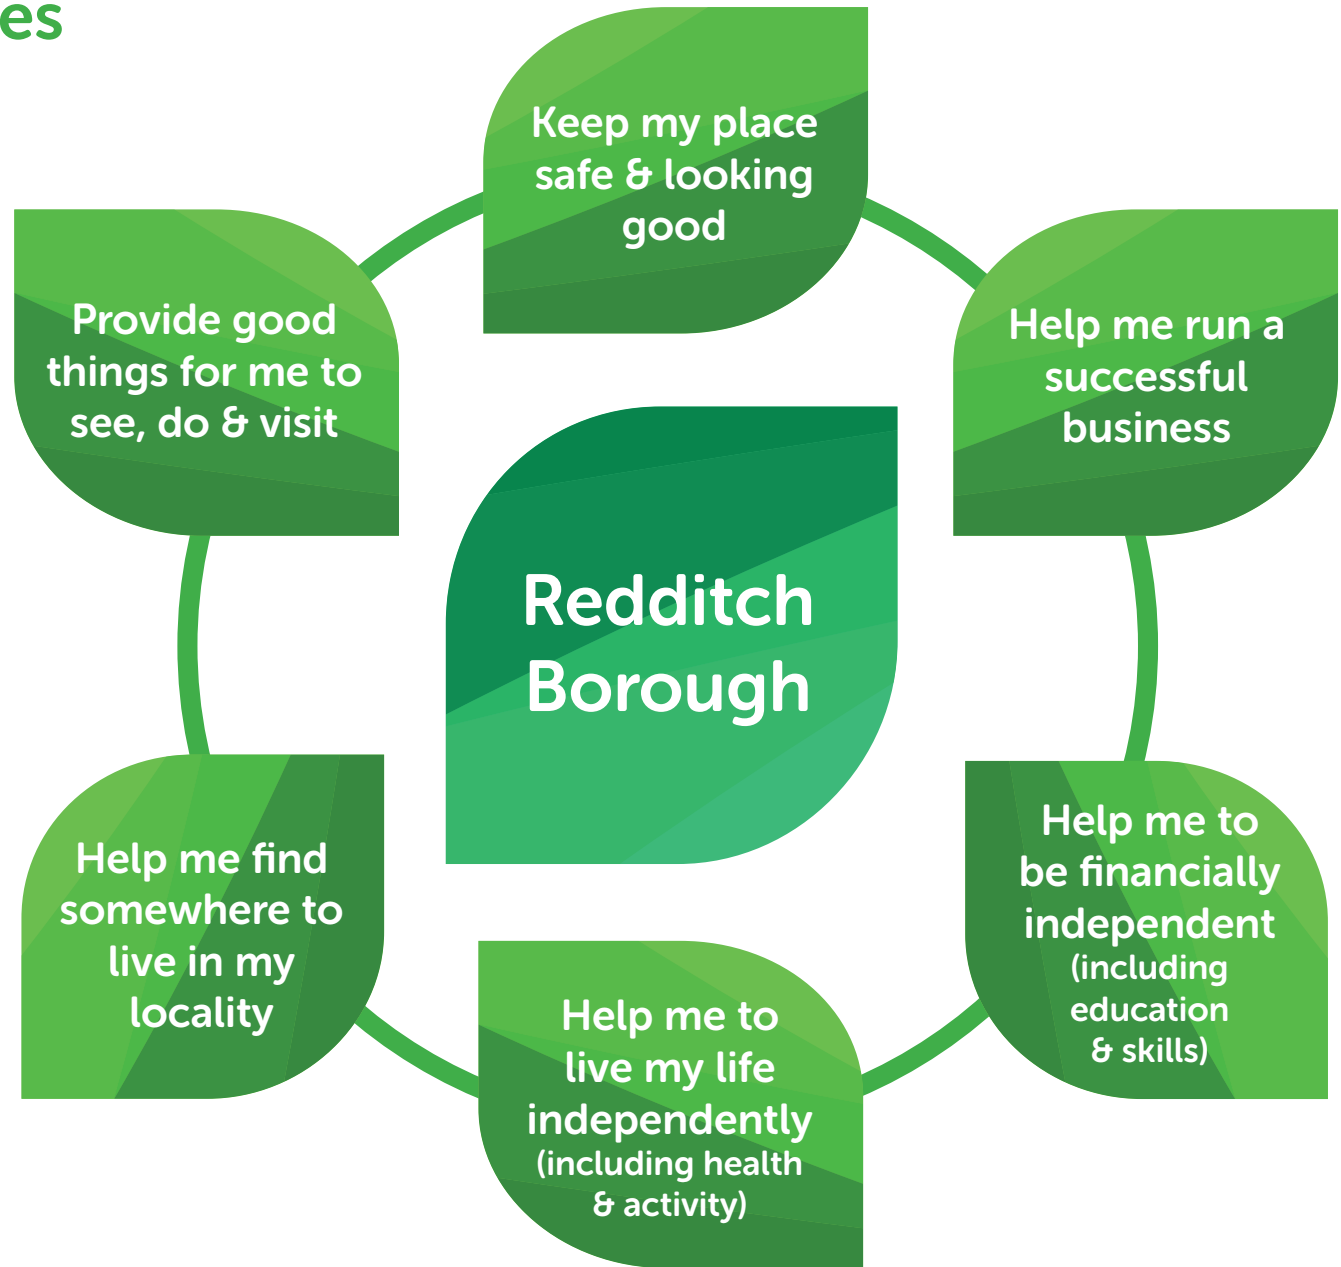 es
Keep my place
safe & looking
good
Provide good
things for me to
see, do & visit
Help me run a
successful
business
Redditch
Borough
Help me find
somewhere to
live in my
locality
Help me to
be financially
independent
(including
education
& skills)
Help me to
live my life
independently
(including health
& activity)